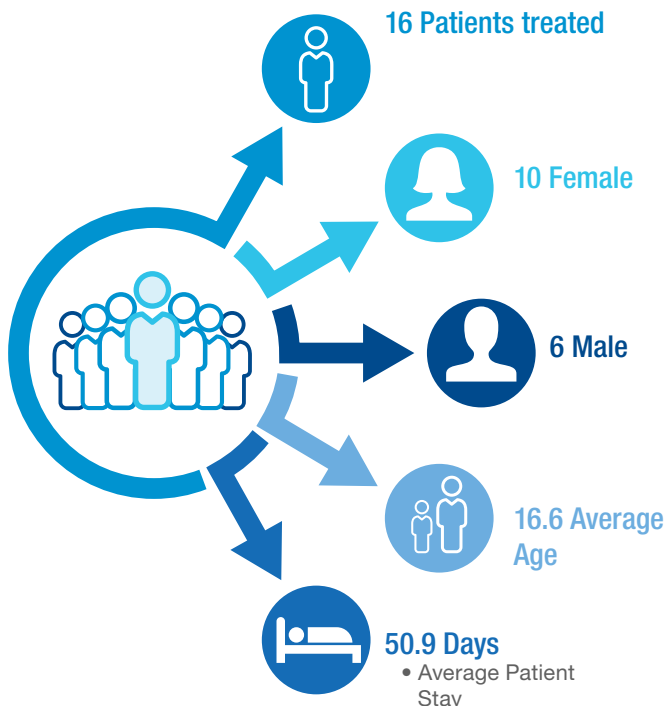 16 Patients treated
10 Female
6 Male
16.6 Average
Age
50.9 Days
• Average Patient
Stay